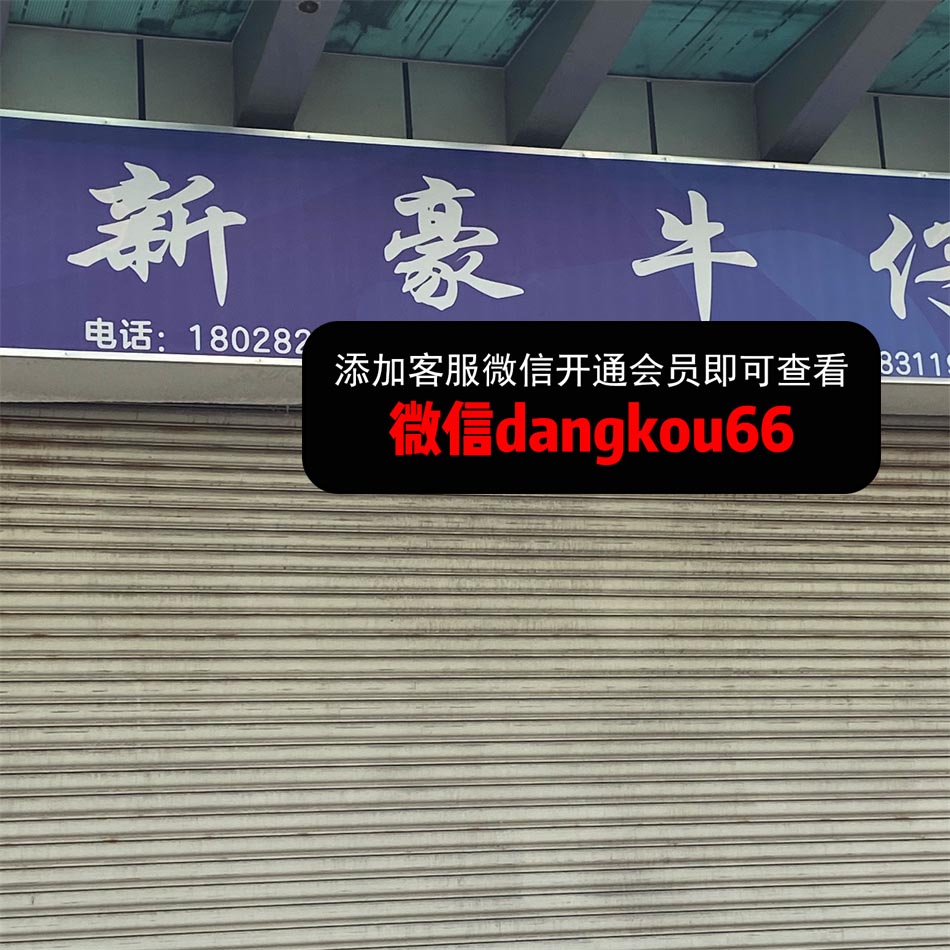 新豪牛仔
电话：180282
83119
添加客服微信开通会员即可查看
微信dangkou66